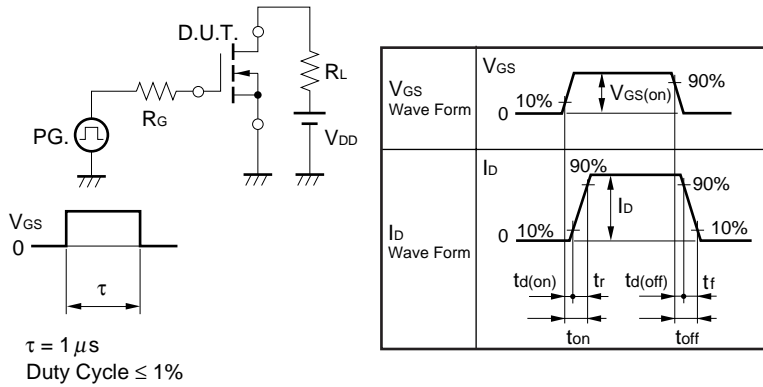 D.U.T.
RL
RG
PG.
VDD
VGS
0
τ
τ = 1 μs
Duty Cycle ≤ 1%
VGS
Wave Form
VGS
10%
0
VGS(on)
90%
ID
Wave Form
ID
90%
90%
0
10%
ID
10%
td(on)
tr
td(off)
tf
ton
toff